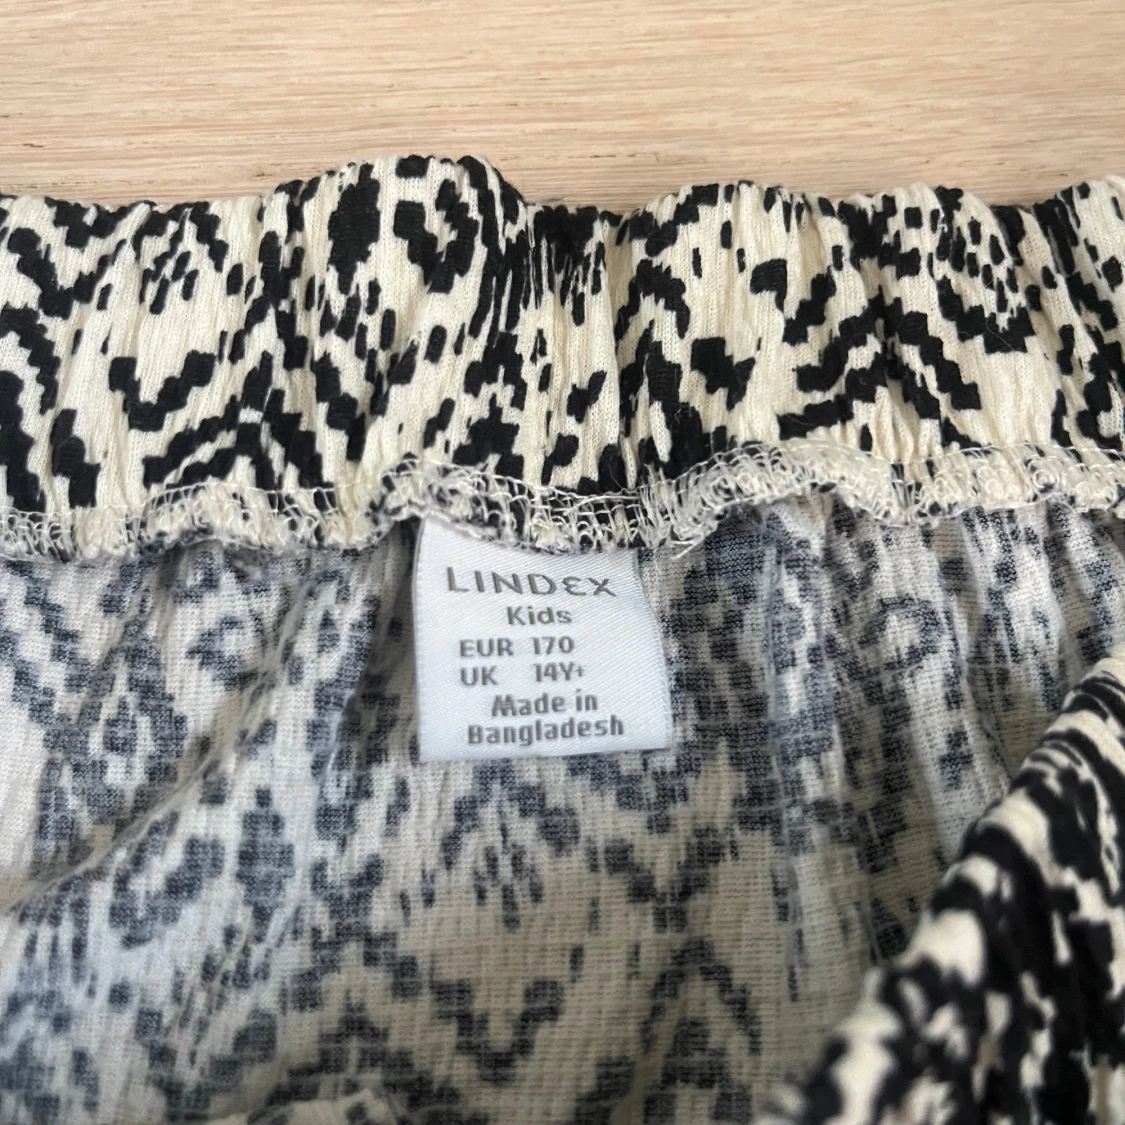 LINDEX
Kids
EUR 170
UK 14Y+
Made in
Bangladesh